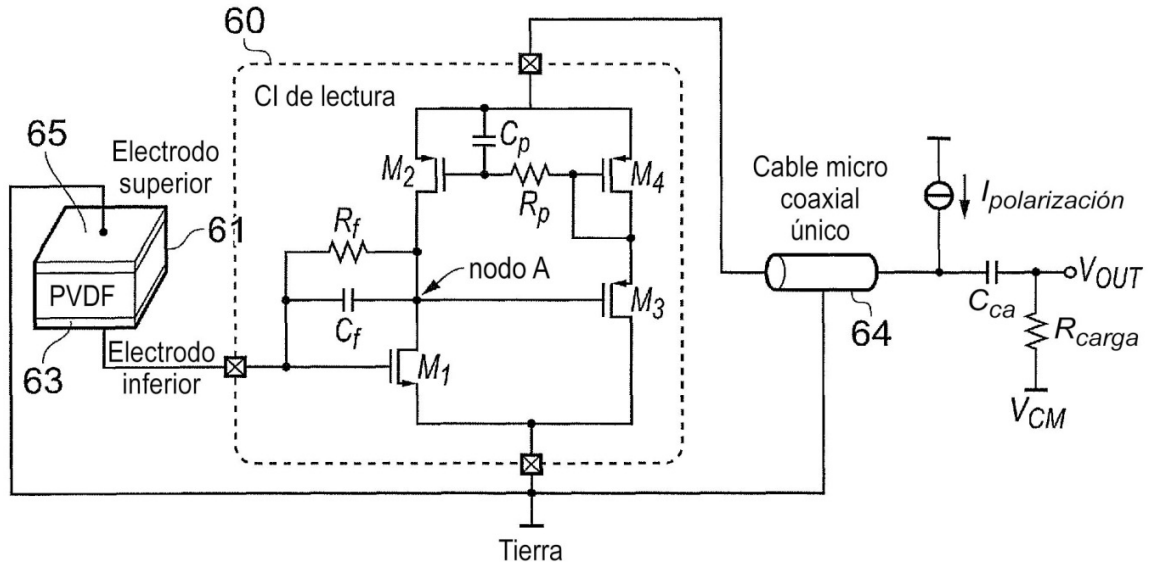 60
CI de lectura
65
Electrodo
superior
61
PVDF
63
Electrodo
inferior
C_p
M_2
R_p
M_4
R_f
nodo A
C_f
M_3
M_1
Cable micro
coaxial
único
64
I_polarización
C_ca
V_OUT
R_carga
V_CM
Tierra